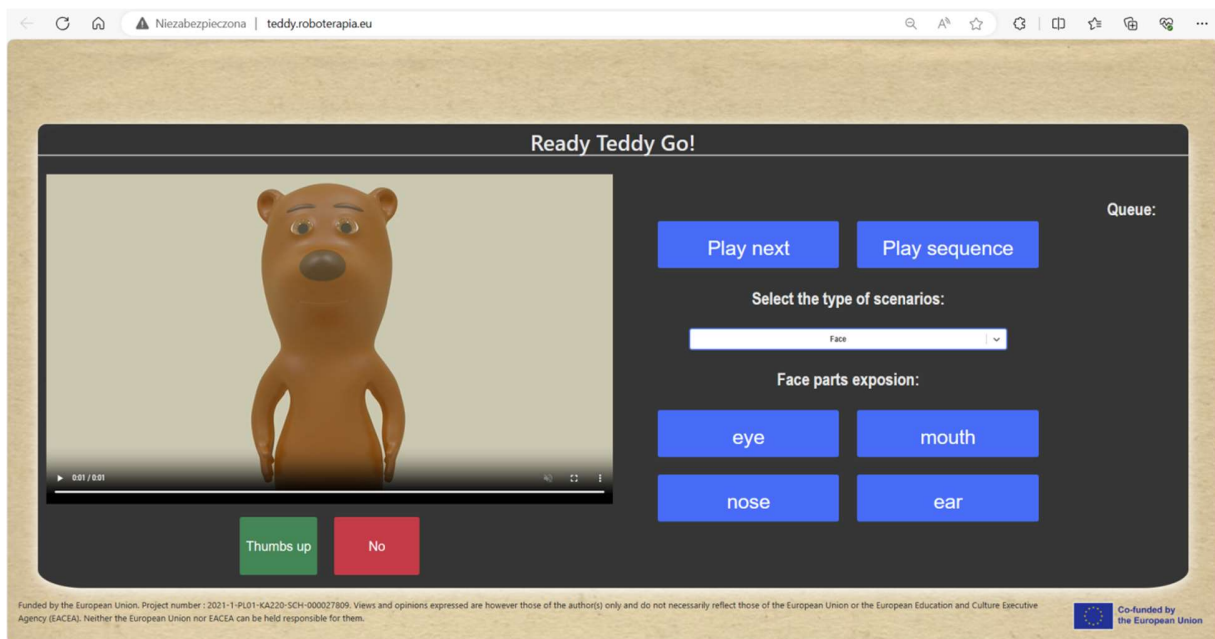 Niezabezpieczona | teddy.roboterapia.eu
Ready Teddy Go!
Queue:
Play next
Play sequence
Select the type of scenarios:
Face
Face parts exposion:
eye
mouth
nose
ear
0:01 / 0:01
Thumbs up
No
Funded by the European Union. Project number : 2021-1-PL01-KA220-SCH-000027809. Views and opinions expressed are however those of the author(s) only and do not necessarily reflect those of the European Union or the European Education and Culture Executive
Agency (EACEA). Neither the European Union nor EACEA can be held responsible for them.
Co-funded by
the European Union